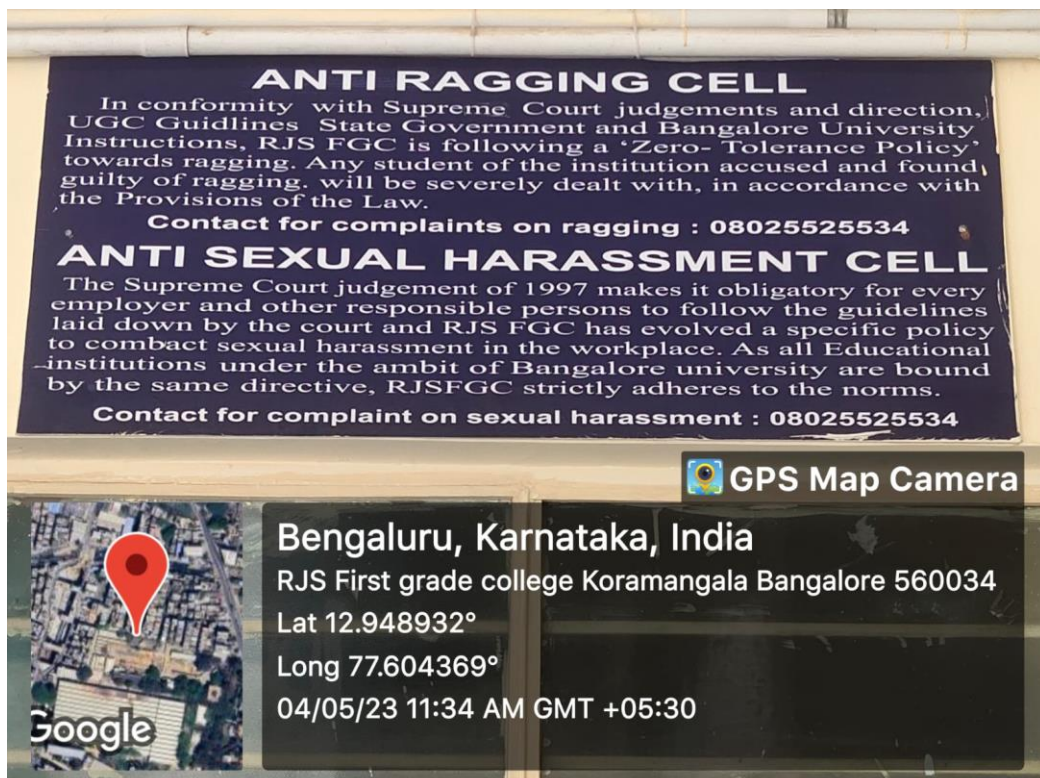 ANTI RAGGING CELL
In conformity with Supreme Court judgements and direction,
UGC Guidlines State Government and Bangalore University
Instructions, RJS FGC is following a ‘Zero- Tolerance Policy’
towards ragging. Any student of the institution accused and found
guilty of ragging. will be severely dealt with, in accordance with
the Provisions of the Law.
Contact for complaints on ragging : 08025525534
ANTI SEXUAL HARASSMENT CELL
The Supreme Court judgement of 1997 makes it obligatory for every
employer and other responsible persons to follow the guidelines
laid down by the court and RJS FGC has evolved a specific policy
to combact sexual harassment in the workplace. As all Educational
institutions under the ambit of Bangalore university are bound
by the same directive, RJSFGC strictly adheres to the norms.
Contact for complaint on sexual harassment : 08025525534
GPS Map Camera
Bengaluru, Karnataka, India
RJS First grade college Koramangala Bangalore 560034
Lat 12.948932°
Long 77.604369°
04/05/23 11:34 AM GMT +05:30
Google